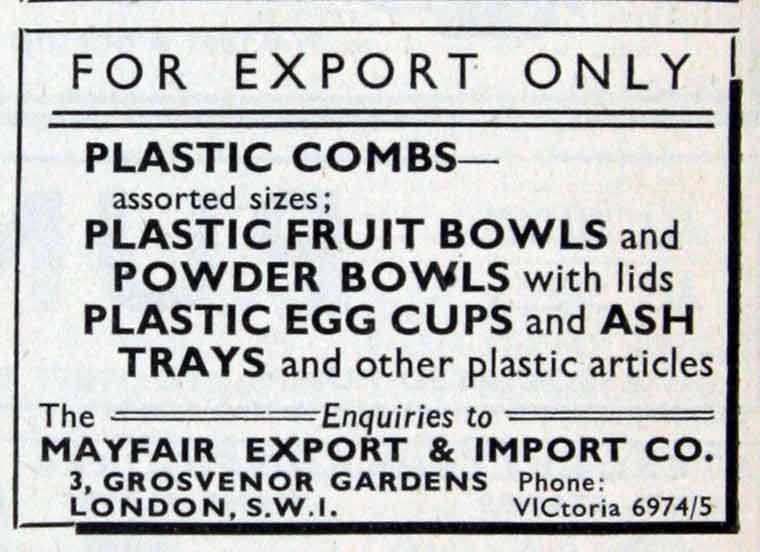 FOR EXPORT ONLY
PLASTIC COMBS—
assorted sizes;
PLASTIC FRUIT BOWLS and
POWDER BOWLS with lids
PLASTIC EGG CUPS and ASH
TRAYS and other plastic articles
The Enquiries to
MAYFAIR EXPORT & IMPORT CO.
3, GROSVENOR GARDENS Phone:
LONDON, S.W.I. VICtoria 6974/5